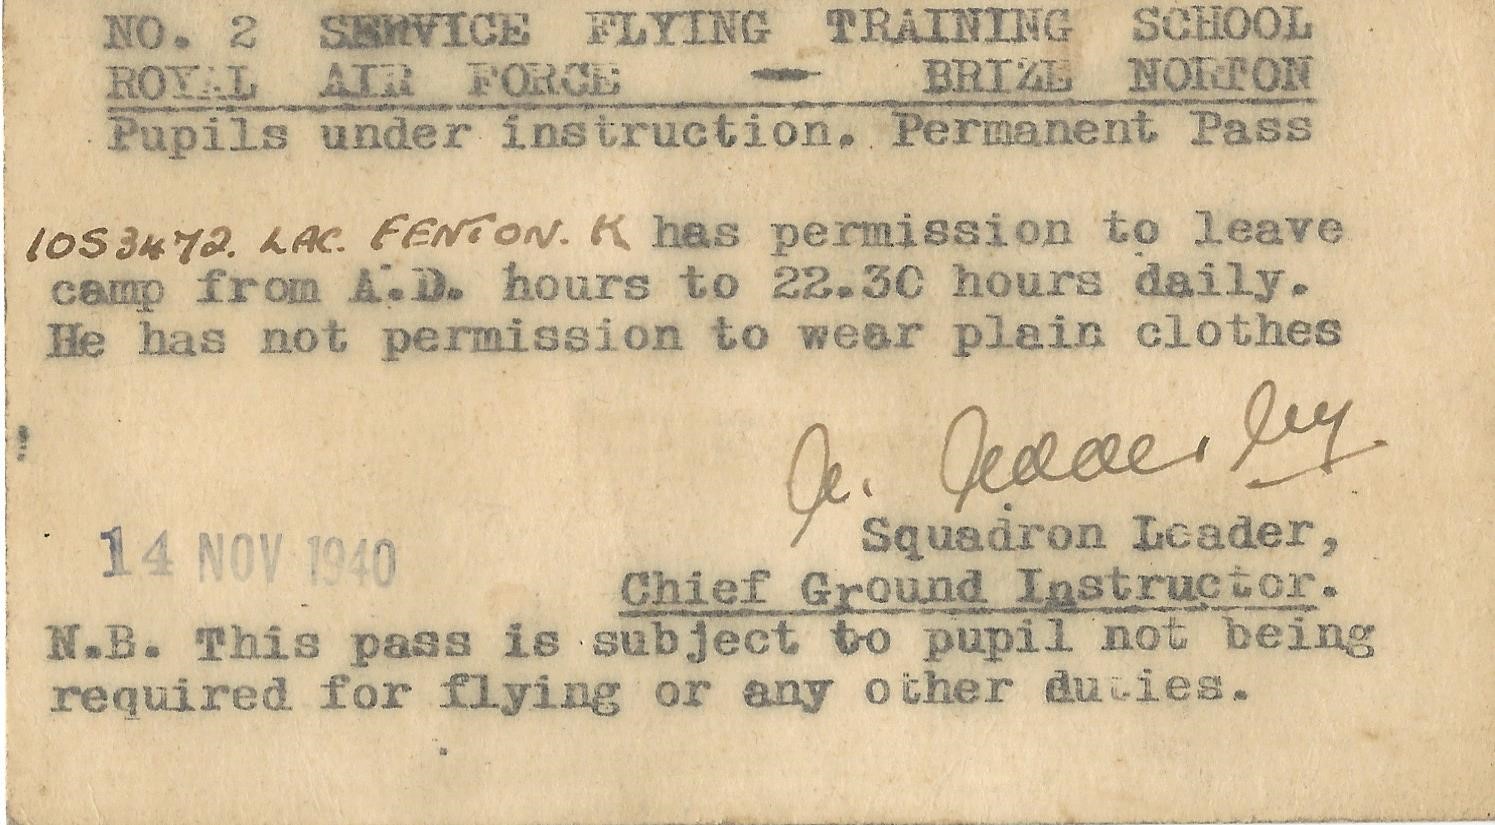 NO. 2 SERVICE FLYING TRAINING SCHOOL
ROYAL AIR FORCE - BRIZE NORTON
Pupils under instruction. Permanent Pass
1053472. LAC. FENTON. K has permission to leave
camp from A.D. hours to 22.30 hours daily.
He has not permission to wear plain clothes
Squadron Leader,
14 NOV 1940
Chief Ground Instructor.
N.B. This pass is subject to pupil not being
required for flying or any other duties.